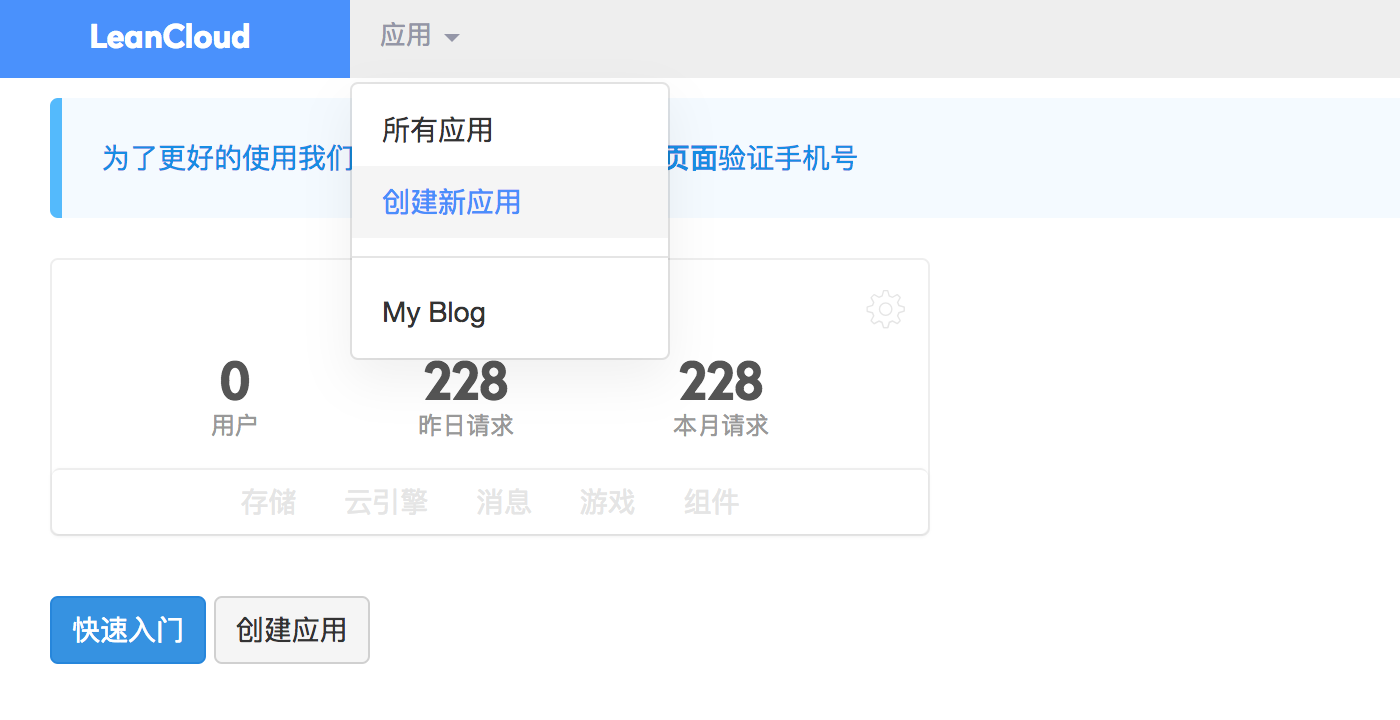 LeanCloud
应用
所有应用
创建新应用
My Blog
为了更好的使用我们 页面验证手机号
0 228 228
用户 昨日请求 本月请求
存储 云引擎 消息 游戏 组件
快速入门 创建应用